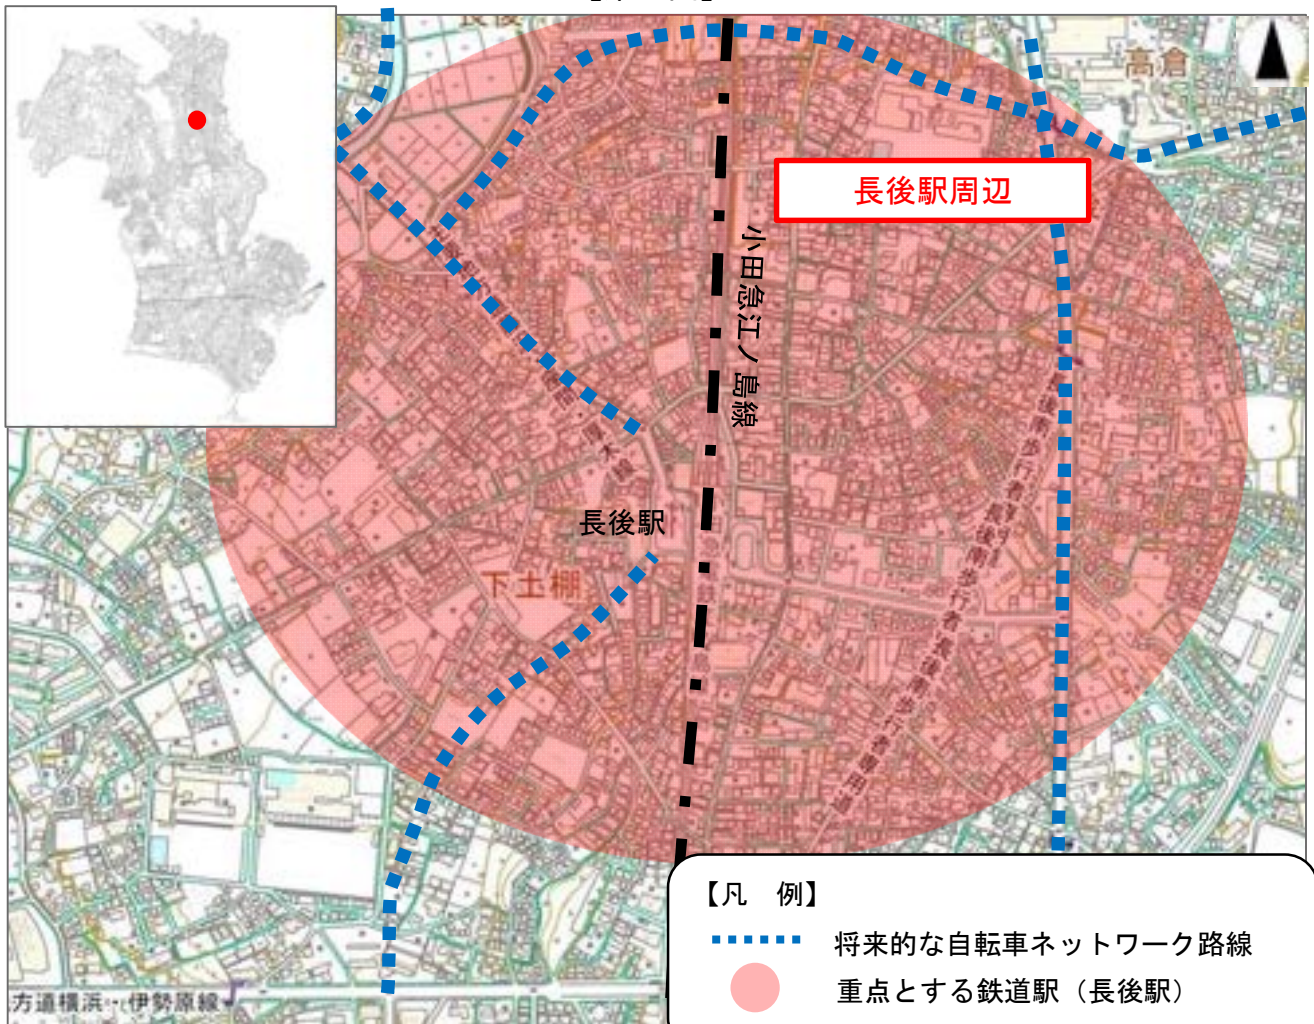 長後
高倉
長後駅周辺
小田急江ノ島線
長後駅
下土棚
【凡　例】
将来的な自転車ネットワーク路線
重点とする鉄道駅（長後駅）
方道横浜・伊勢原線